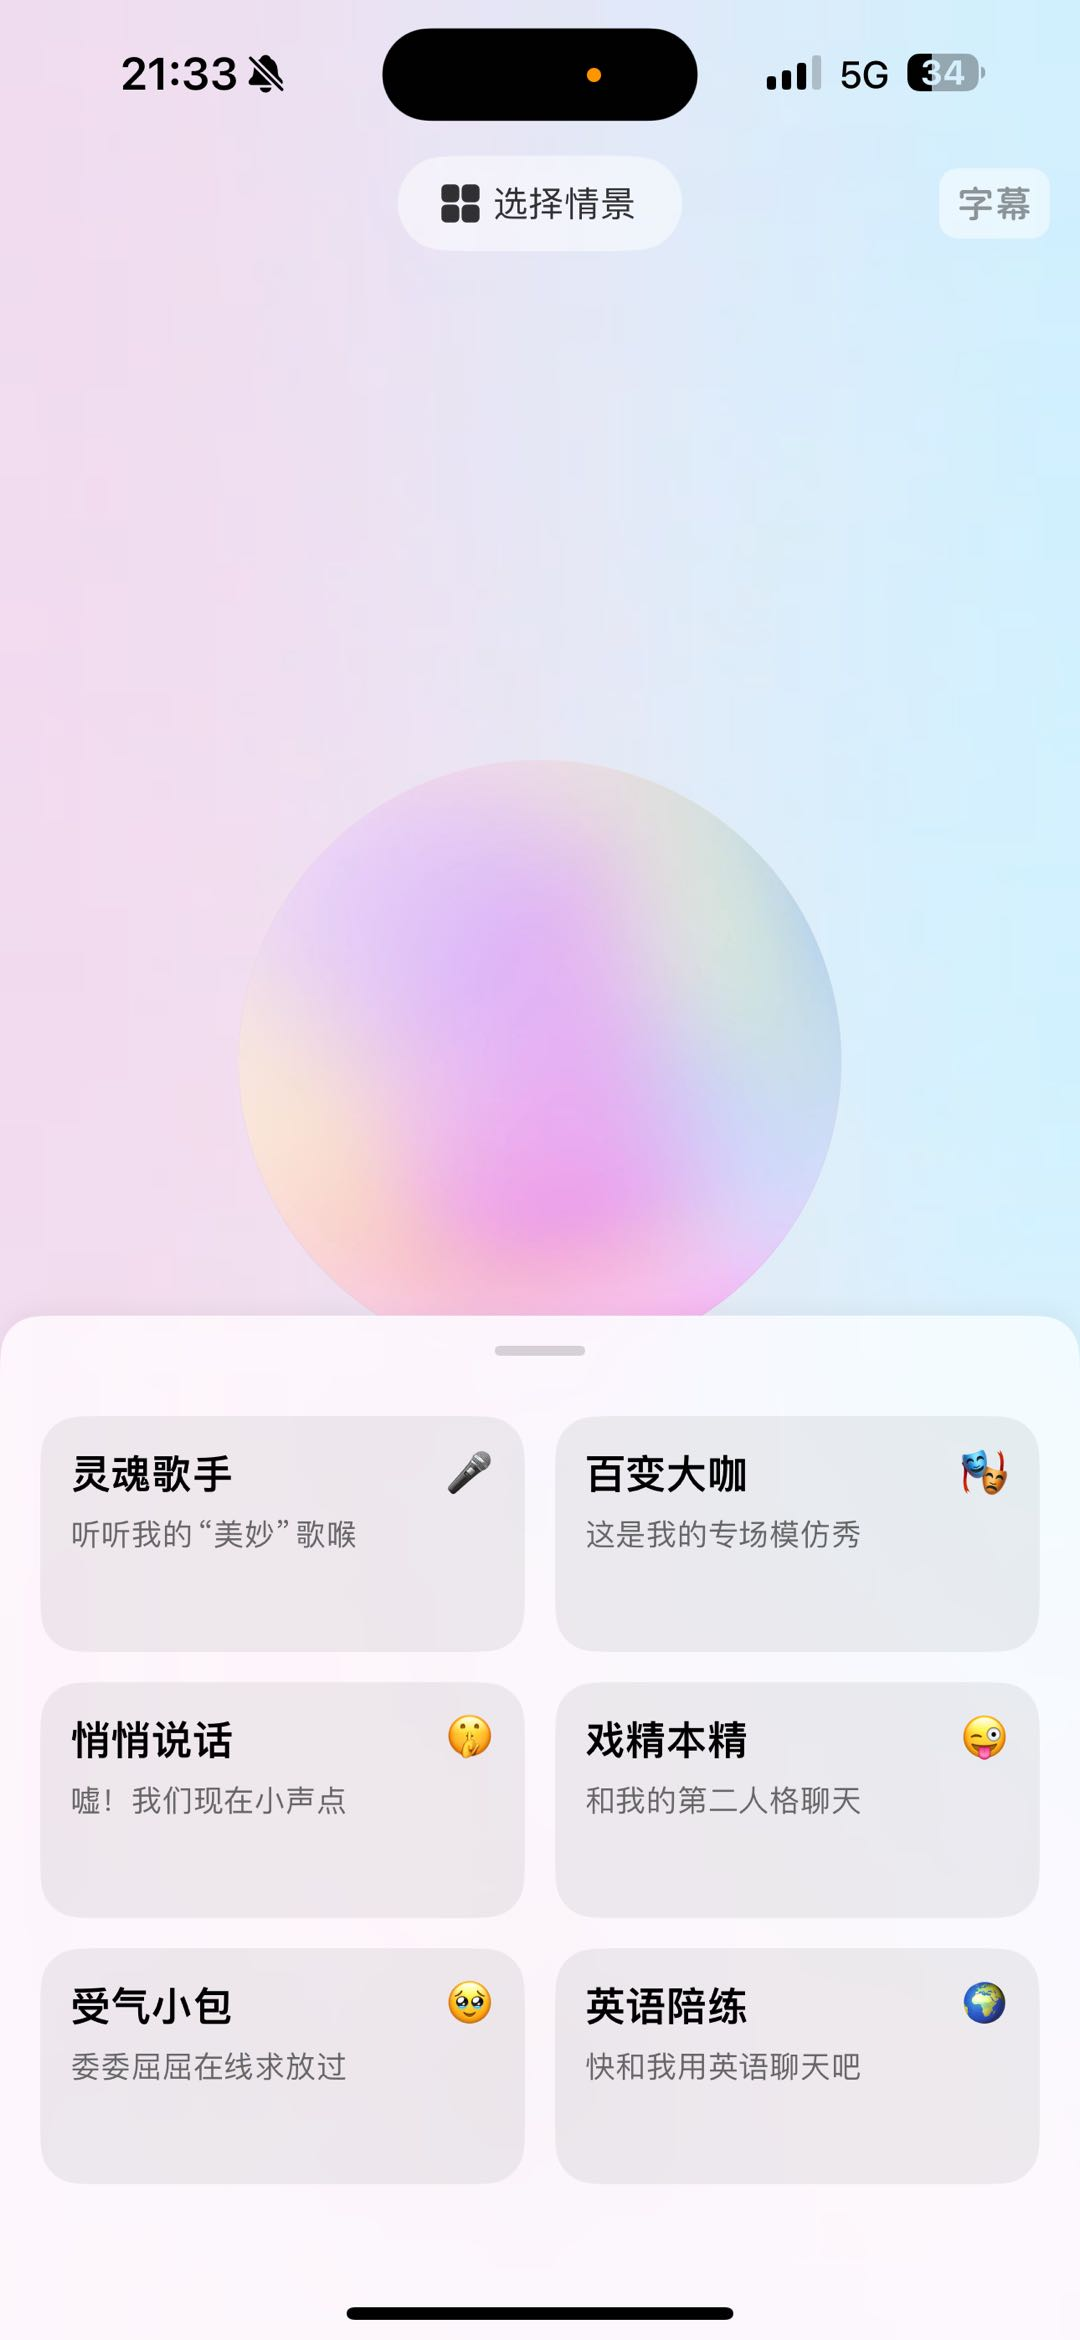 21:33
5G
34
选择情景
字幕
灵魂歌手
听听我的“美妙”歌喉
百变大咖
这是我的专场模仿秀
悄悄说话
嘘！我们现在小声点
戏精本精
和我的第二人格聊天
受气小包
委委屈屈在线求放过
英语陪练
快和我用英语聊天吧